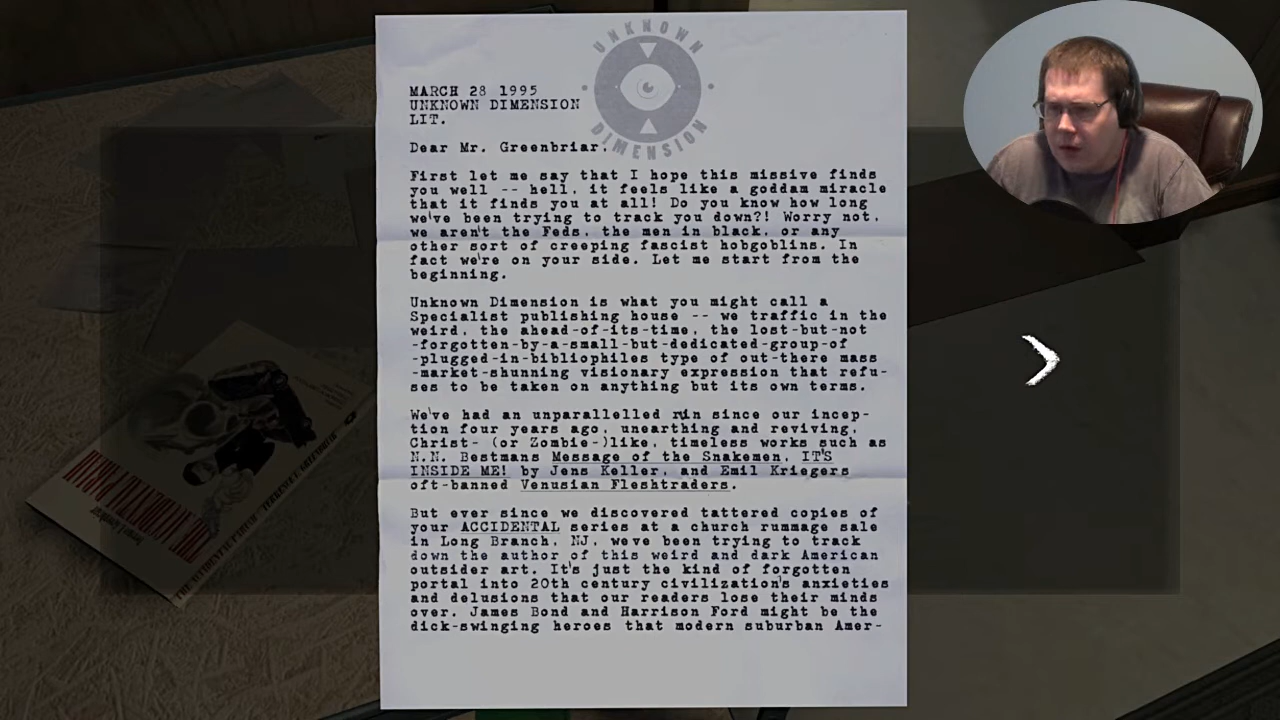 UNKNOWN
DIMENSION
MARCH 28 1995
UNKNOWN DIMENSION
LIT.
Dear Mr. Greenbriar,
First let me say that I hope this missive finds
you well -- hell, it feels like a goddam miracle
that it finds you at all! Do you know how long
we've been trying to track you down?! Worry not,
we aren't the Feds, the men in black, or any
other sort of creeping fascist hobgoblins. In
fact we're on your side. Let me start from the
beginning.
Unknown Dimension is what you might call a
Specialist publishing house -- we traffic in the
weird, the ahead-of-its-time, the lost-but-not
-forgotten-by-a-small-but-dedicated-group-of
-plugged-in-bibliophiles type of out-there mass
-market-shunning visionary expression that refu-
ses to be taken on anything but its own terms.
We've had an unparallelled run since our incep-
tion four years ago, unearthing and reviving,
Christ- (or Zombie-)like, timeless works such as
N.N. Bestmans Message of the Snakemen, IT'S
INSIDE ME! by Jens Keller, and Emil Kriegers
oft-banned Venusian Fleshtraders.
But ever since we discovered tattered copies of
your ACCIDENTAL series at a church rummage sale
in Long Branch, NJ, weve been trying to track
down the author of this weird and dark American
outsider art. It's just the kind of forgotten
portal into 20th century civilization's anxieties
and delusions that our readers lose their minds
over. James Bond and Harrison Ford might be the
dick-swinging heroes that modern suburban Amer-